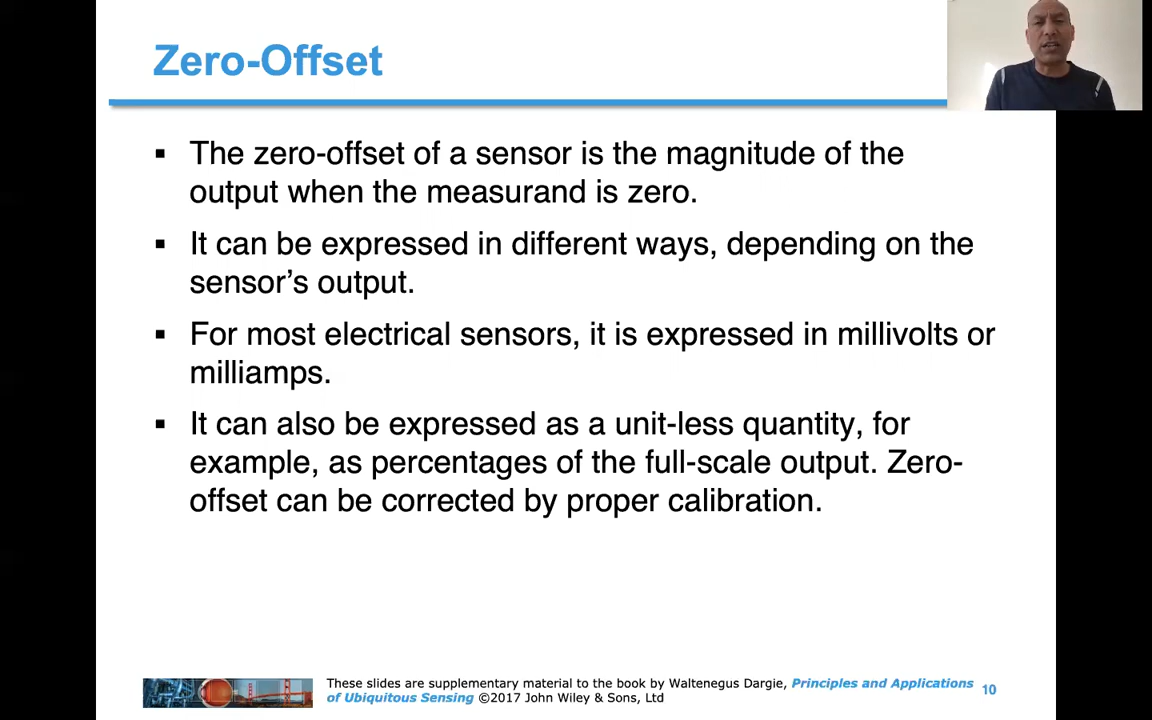 Zero-Offset
▪ The zero-offset of a sensor is the magnitude of the
output when the measurand is zero.
▪ It can be expressed in different ways, depending on the
sensor’s output.
▪ For most electrical sensors, it is expressed in millivolts or
milliamps.
▪ It can also be expressed as a unit-less quantity, for
example, as percentages of the full-scale output. Zero-
offset can be corrected by proper calibration.
These slides are supplementary material to the book by Waltenegus Dargie, Principles and Applications
of Ubiquitous Sensing ©2017 John Wiley & Sons, Ltd
10